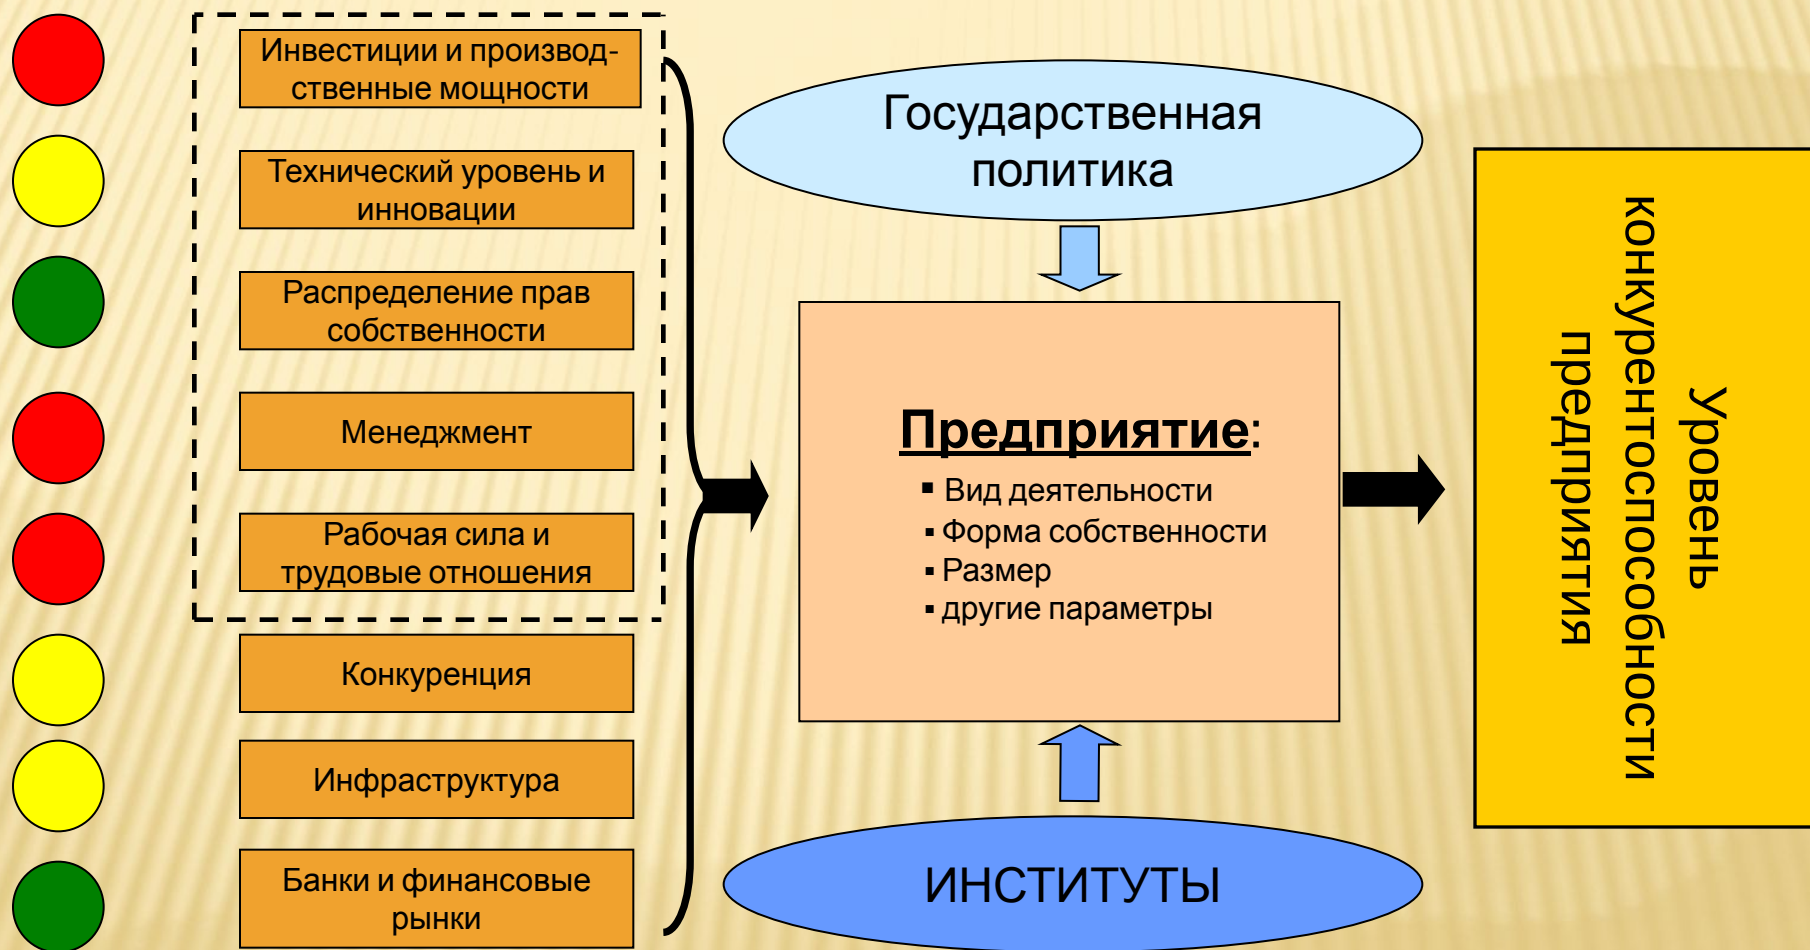 Инвестиции и производ-
ственные мощности
Технический уровень и
инновации
Распределение прав
собственности
Менеджмент
Рабочая сила и
трудовые отношения
Конкуренция
Инфраструктура
Банки и финансовые
рынки
Государственная
политика
Предприятие:
▪ Вид деятельности
▪ Форма собственности
▪ Размер
▪ другие параметры
ИНСТИТУТЫ
Уровень
конкурентоспособности
предприятия